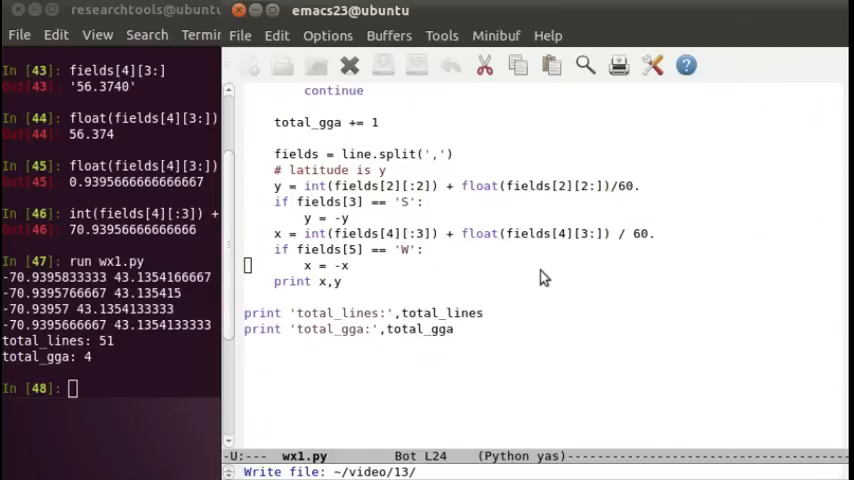 researchtools@ubuntu:
File Edit View Search Termin
In [43]: fields[4][3:]
Out[43]: '56.3740'
In [44]: float(fields[4][3:])
Out[44]: 56.374
In [45]: float(fields[4][3:])
Out[45]: 0.9395666666666667
In [46]: int(fields[4][:3]) +
Out[46]: 70.93956666666666
In [47]: run wx1.py
-70.9395833333 43.1354166667
-70.9395766667 43.135415
-70.93957 43.1354133333
-70.9395666667 43.1354133333
total_lines: 51
total_gga: 4
In [48]:
emacs23@ubuntu
File Edit Options Buffers Tools Minibuf Help
continue
total_gga += 1
fields = line.split(',')
# latitude is y
y = int(fields[2][:2]) + float(fields[2][2:])/60.
if fields[3] == 'S':
y = -y
x = int(fields[4][:3]) + float(fields[4][3:]) / 60.
if fields[5] == 'W':
x = -x
print x,y
print 'total_lines:',total_lines
print 'total_gga:',total_gga
-U:--- wx1.py Bot L24 (Python yas)
Write file: ~/video/13/